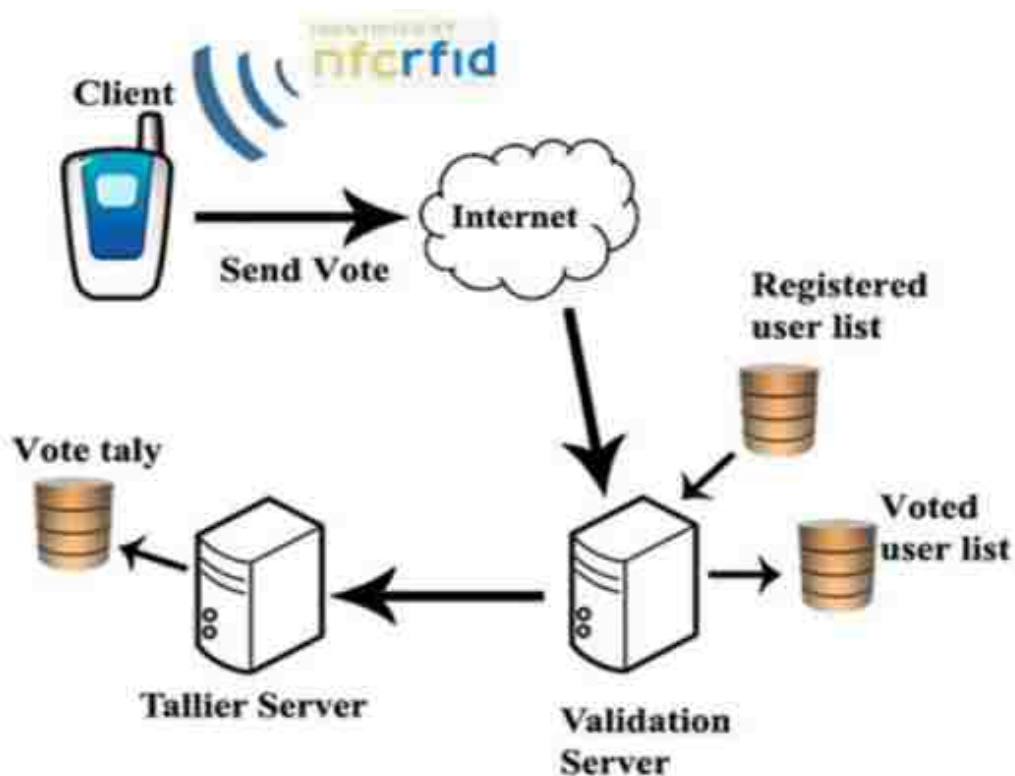 nfcrfid
Client
Internet
Send Vote
Registered
user list
Vote taly
Voted
user list
Tallier Server
Validation
Server